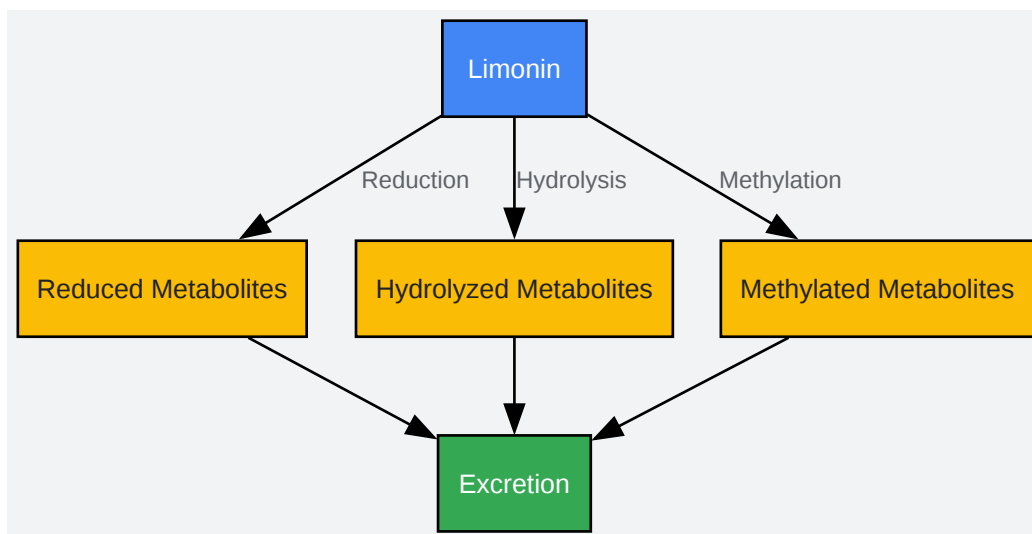 Limonin
Reduction
Hydrolysis
Methylation
Reduced Metabolites
Hydrolyzed Metabolites
Methylated Metabolites
Excretion